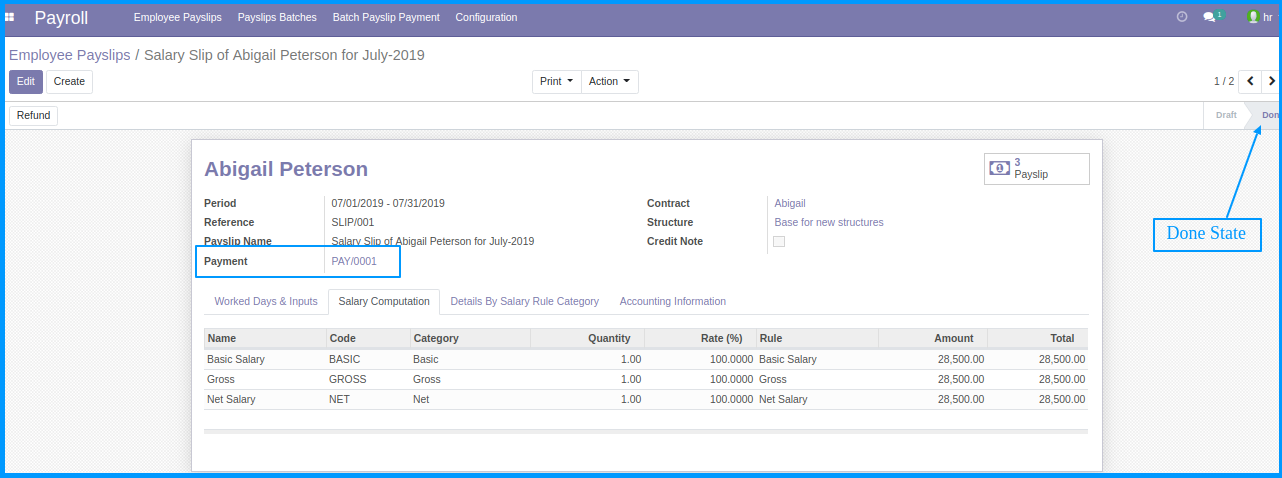 Payroll Employee Payslips Payslips Batches Batch Payslip Payment Configuration 1 hr
Employee Payslips / Salary Slip of Abigail Peterson for July-2019
Edit Create Print Action 1 / 2
Refund Draft Don
Abigail Peterson 3
Payslip
Period 07/01/2019 - 07/31/2019 Contract Abigail
Reference SLIP/001 Structure Base for new structures
Payslip Name Salary Slip of Abigail Peterson for July-2019 Credit Note
Done State
Payment PAY/0001
Worked Days & Inputs Salary Computation Details By Salary Rule Category Accounting Information
Name Code Category Quantity Rate (%) Rule Amount Total
Basic Salary BASIC Basic 1.00 100.0000 Basic Salary 28,500.00 28,500.00
Gross GROSS Gross 1.00 100.0000 Gross 28,500.00 28,500.00
Net Salary NET Net 1.00 100.0000 Net Salary 28,500.00 28,500.00